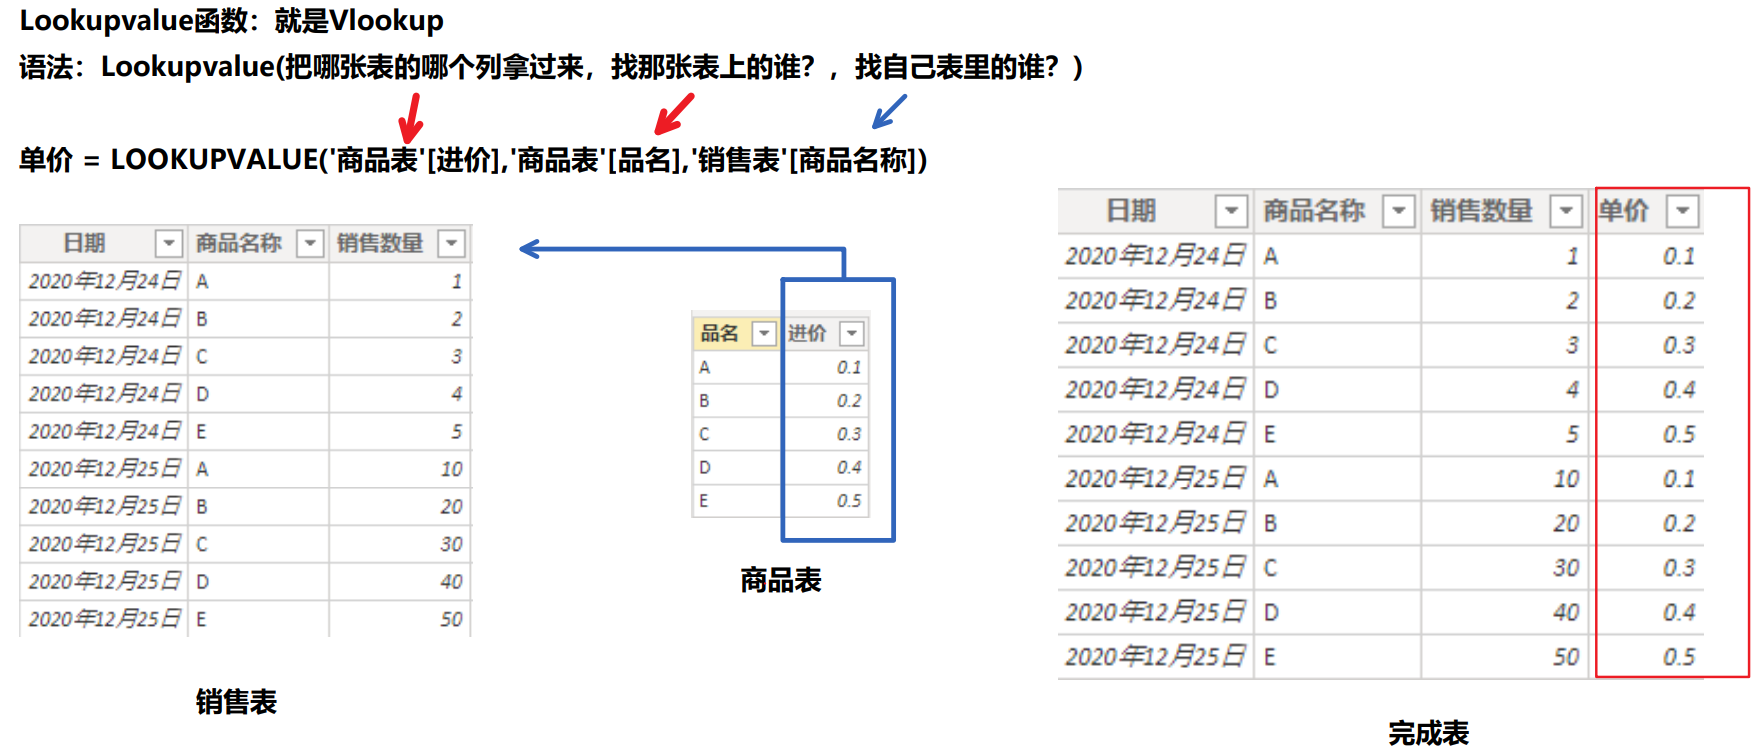 Lookupvalue函数：就是Vlookup
语法：Lookupvalue(把哪张表的哪个列拿过来，找那张表上的谁？，找自己表里的谁？)
单价 = LOOKUPVALUE('商品表'[进价],'商品表'[品名],'销售表'[商品名称])
日期 商品名称 销售数量
2020年12月24日 A 1
2020年12月24日 B 2
2020年12月24日 C 3
2020年12月24日 D 4
2020年12月24日 E 5
2020年12月25日 A 10
2020年12月25日 B 20
2020年12月25日 C 30
2020年12月25日 D 40
2020年12月25日 E 50
销售表
品名 进价
A 0.1
B 0.2
C 0.3
D 0.4
E 0.5
商品表
日期 商品名称 销售数量 单价
2020年12月24日 A 1 0.1
2020年12月24日 B 2 0.2
2020年12月24日 C 3 0.3
2020年12月24日 D 4 0.4
2020年12月24日 E 5 0.5
2020年12月25日 A 10 0.1
2020年12月25日 B 20 0.2
2020年12月25日 C 30 0.3
2020年12月25日 D 40 0.4
2020年12月25日 E 50 0.5
完成表